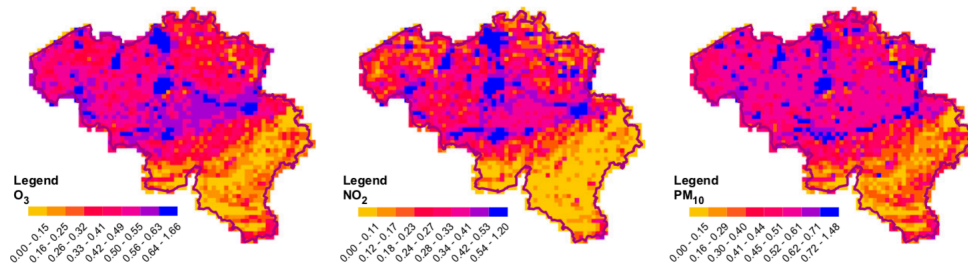 Legend
O3
0.00 - 0.15
0.16 - 0.25
0.26 - 0.32
0.33 - 0.41
0.42 - 0.49
0.50 - 0.55
0.56 - 0.63
0.64 - 1.66
Legend
NO2
0.00 - 0.11
0.12 - 0.17
0.18 - 0.23
0.24 - 0.27
0.28 - 0.33
0.34 - 0.41
0.42 - 0.53
0.54 - 1.20
Legend
PM10
0.00 - 0.15
0.16 - 0.29
0.30 - 0.40
0.41 - 0.44
0.45 - 0.51
0.52 - 0.61
0.62 - 0.71
0.72 - 1.48